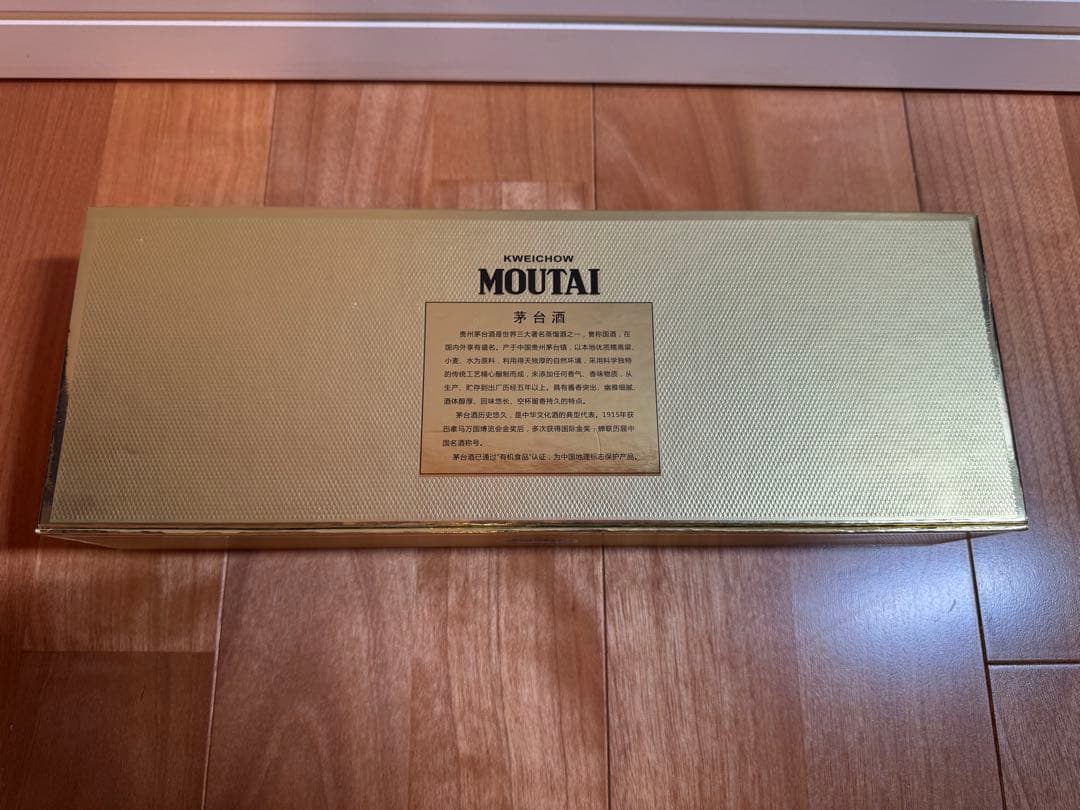 KWEICHOW
MOUTAI
茅台酒
贵州茅台酒是世界三大著名蒸馏酒之一，誉称国酒，在
国内外享有盛名。产于中国贵州茅台镇，以本地优质糯高粱、
小麦、水为原料，利用得天独厚的自然环境，采用科学独特
的传统工艺精心酿制而成，未添加任何香气、香味物质，从
生产、贮存到出厂历经五年以上。具有酱香突出、幽雅细腻、
酒体醇厚、回味悠长、空杯留香持久的特点。
茅台酒历史悠久，是中华文化酒的典型代表。1915年获
巴拿马万国博览会金奖后，多次获得国际金奖，蝉联历届中
国名酒称号。
茅台酒已通过"有机食品"认证，为中国地理标志保护产品。